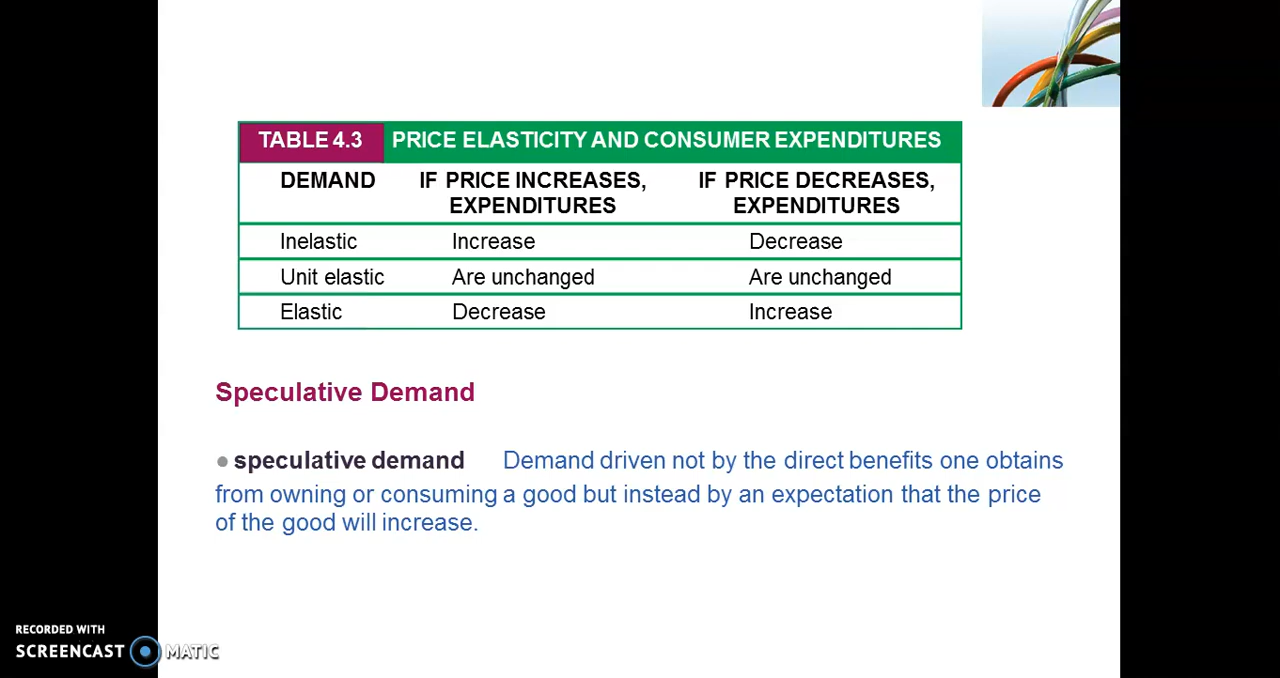 TABLE 4.3 PRICE ELASTICITY AND CONSUMER EXPENDITURES
DEMAND IF PRICE INCREASES, EXPENDITURES IF PRICE DECREASES, EXPENDITURES
Inelastic Increase Decrease
Unit elastic Are unchanged Are unchanged
Elastic Decrease Increase
Speculative Demand
● speculative demand Demand driven not by the direct benefits one obtains
from owning or consuming a good but instead by an expectation that the price
of the good will increase.
RECORDED WITH
SCREENCAST MATIC